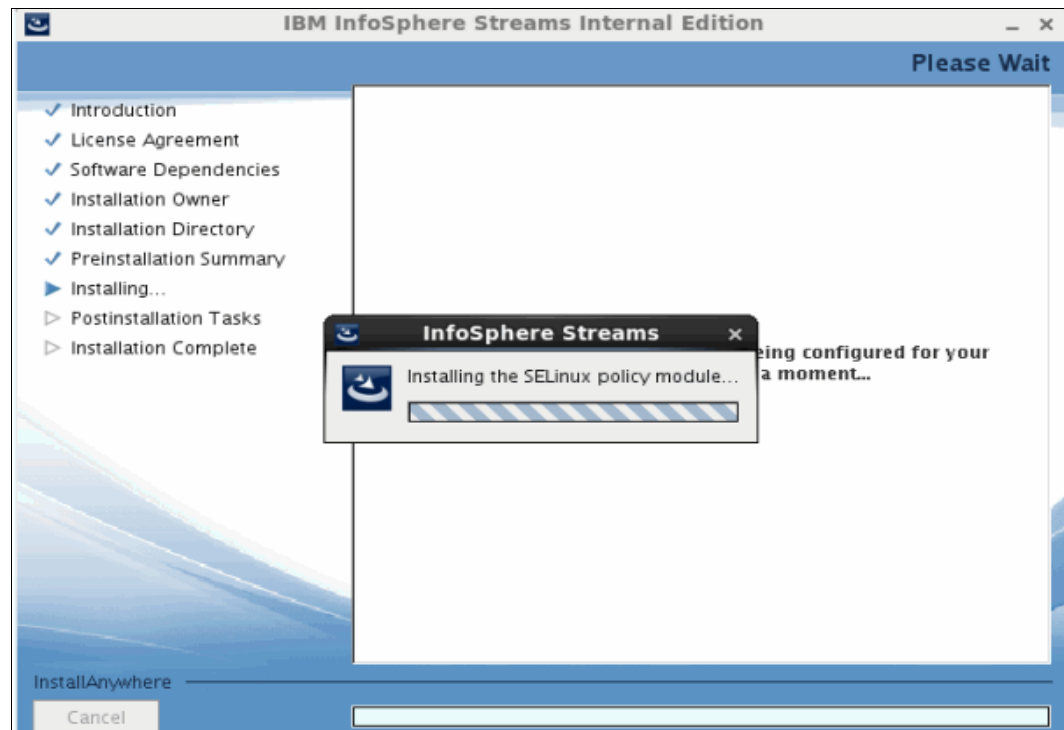 IBM InfoSphere Streams Internal Edition
Please Wait
Introduction
License Agreement
Software Dependencies
Installation Owner
Installation Directory
Preinstallation Summary
Installing...
Postinstallation Tasks
Installation Complete
InfoSphere Streams
Installing the SELinux policy module...
eing configured for your
a moment...
InstallAnywhere
Cancel